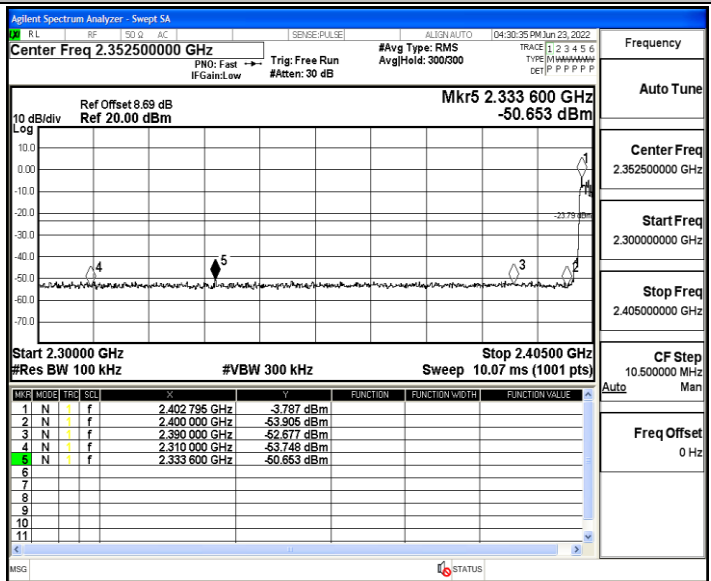 Agilent Spectrum Analyzer - Swept SA
LXI RL RF 50 Ω AC SENSE:PULSE ALIGN AUTO 04:30:35 PM Jun 23, 2022
Center Freq 2.352500000 GHz #Avg Type: RMS TRACE 1 2 3 4 5 6
PNO: Fast Trig: Free Run Avg|Hold: 300/300 TYPE M WWWWW
IFGain:Low #Atten: 30 dB DET P P P P P P
Mkr5 2.333 600 GHz
-50.653 dBm
Ref Offset 8.69 dB
10 dB/div Ref 20.00 dBm
Log
10.0
0.00
-10.0
-20.0
-30.0
-40.0
-50.0
-60.0
-70.0
1
-23.79 dBm
4
5
3
2
Start 2.30000 GHz Stop 2.40500 GHz
#Res BW 100 kHz #VBW 300 kHz Sweep 10.07 ms (1001 pts)
MKR MODE TRC SCL X Y FUNCTION FUNCTION WIDTH FUNCTION VALUE
1 N 1 f 2.402 795 GHz -3.787 dBm
2 N 1 f 2.400 000 GHz -53.905 dBm
3 N 1 f 2.390 000 GHz -52.677 dBm
4 N 1 f 2.310 000 GHz -53.748 dBm
5 N 1 f 2.333 600 GHz -50.653 dBm
6
7
8
9
10
11
MSG STATUS
Frequency
Auto Tune
Center Freq
2.352500000 GHz
Start Freq
2.300000000 GHz
Stop Freq
2.405000000 GHz
CF Step
10.500000 MHz
Auto Man
Freq Offset
0 Hz